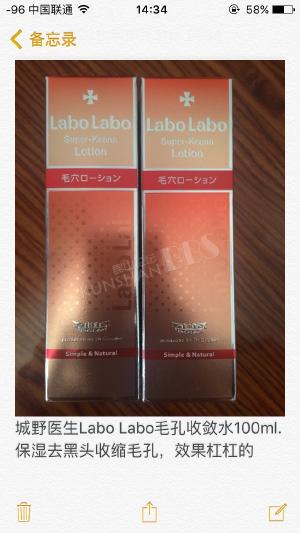 -96 中国联通
14:34
58%
备忘录
Labo Labo
Super-Keana
Lotion
毛穴ローション
Simple & Natural
Labo Labo
Super-Keana
Lotion
毛穴ローション
Simple & Natural
KUNSHAN BBS
城野医生Labo Labo毛孔收敛水100ml.
保湿去黑头收缩毛孔，效果杠杠的